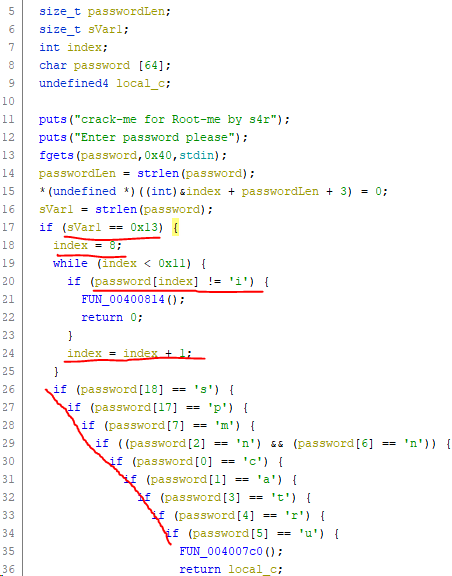 5 size_t passwordLen;
6 size_t sVar1;
7 int index;
8 char password [64];
9 undefined4 local_c;
10
11 puts("crack-me for Root-me by s4r");
12 puts("Enter password please");
13 fgets(password,0x40,stdin);
14 passwordLen = strlen(password);
15 *(undefined *)((int)&index + passwordLen + 3) = 0;
16 sVar1 = strlen(password);
17 if (sVar1 == 0x13) {
18 index = 8;
19 while (index < 0x11) {
20 if (password[index] != 'i') {
21 FUN_00400814();
22 return 0;
23 }
24 index = index + 1;
25 }
26 if (password[18] == 's') {
27 if (password[17] == 'p') {
28 if (password[7] == 'm') {
29 if ((password[2] == 'n') && (password[6] == 'n')) {
30 if (password[0] == 'c') {
31 if (password[1] == 'a') {
32 if (password[3] == 't') {
33 if (password[4] == 'r') {
34 if (password[5] == 'u') {
35 FUN_004007c0();
36 return local_c;